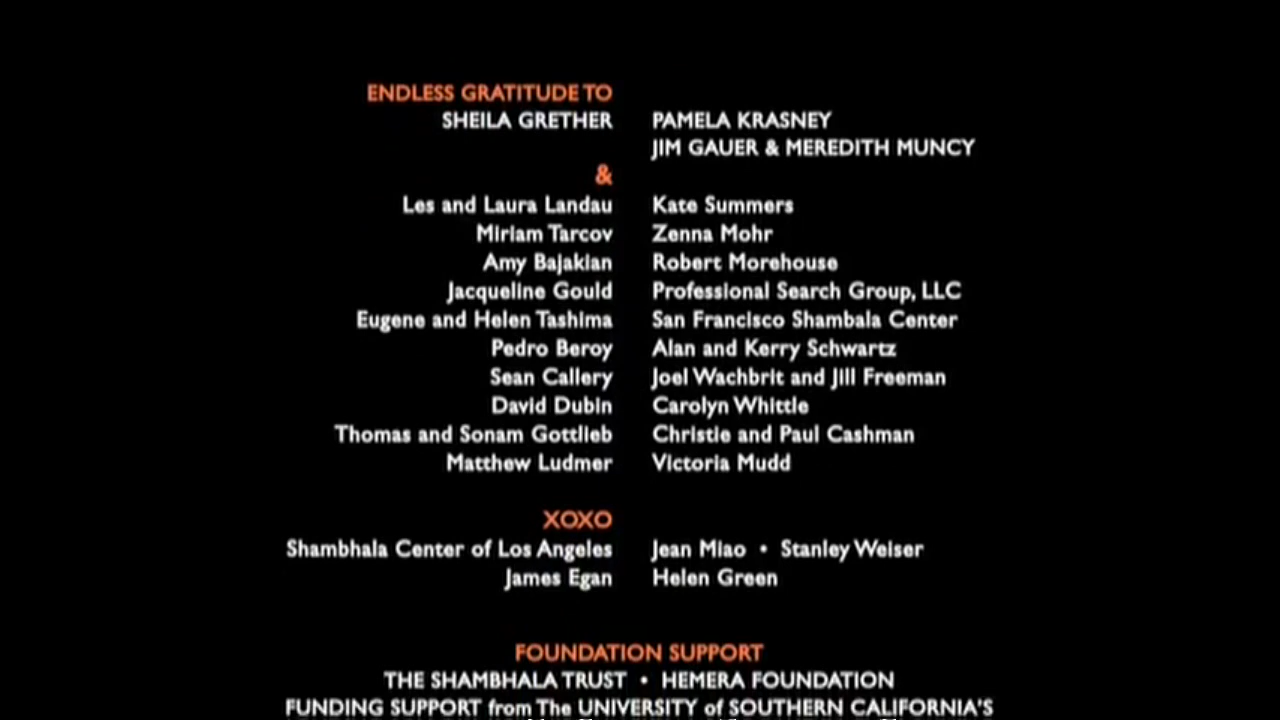 ENDLESS GRATITUDE TO
SHEILA GRETHER PAMELA KRASNEY
JIM GAUER & MEREDITH MUNCY
&
Les and Laura Landau Kate Summers
Miriam Tarcov Zenna Mohr
Amy Bajakian Robert Morehouse
Jacqueline Gould Professional Search Group, LLC
Eugene and Helen Tashima San Francisco Shambala Center
Pedro Beroy Alan and Kerry Schwartz
Sean Callery Joel Wachbrit and Jill Freeman
David Dubin Carolyn Whittle
Thomas and Sonam Gottlieb Christie and Paul Cashman
Matthew Ludmer Victoria Mudd
XOXO
Shambhala Center of Los Angeles Jean Miao • Stanley Weiser
James Egan Helen Green
FOUNDATION SUPPORT
THE SHAMBHALA TRUST • HEMERA FOUNDATION
FUNDING SUPPORT from The UNIVERSITY of SOUTHERN CALIFORNIA'S